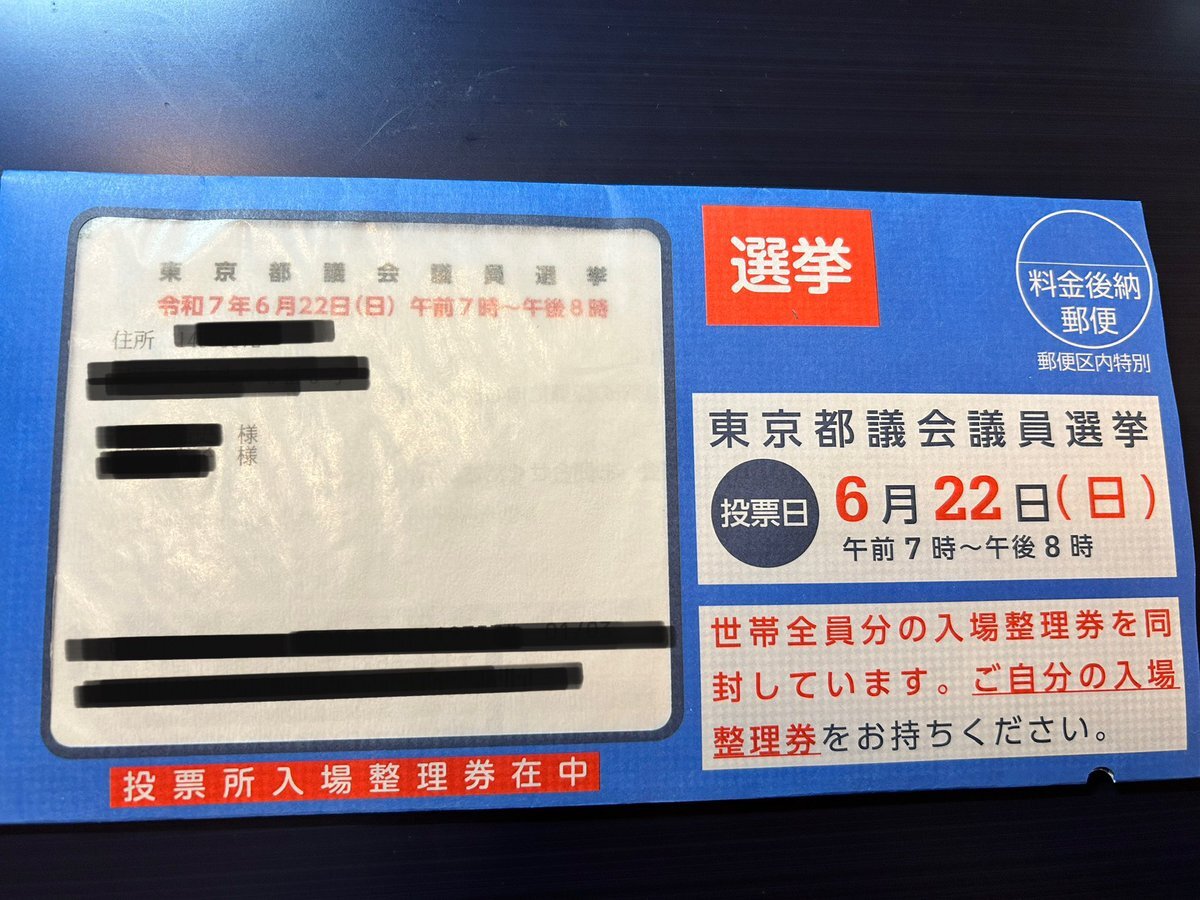 東京都議会議員選挙
令和7年6月22日(日) 午前7時〜午後8時
住所
様
様
投票所入場整理券在中
選挙
料金後納
郵便
郵便区内特別
東京都議会議員選挙
投票日
6月22日(日)
午前7時〜午後8時
世帯全員分の入場整理券を同
封しています。ご自分の入場
整理券をお持ちください。